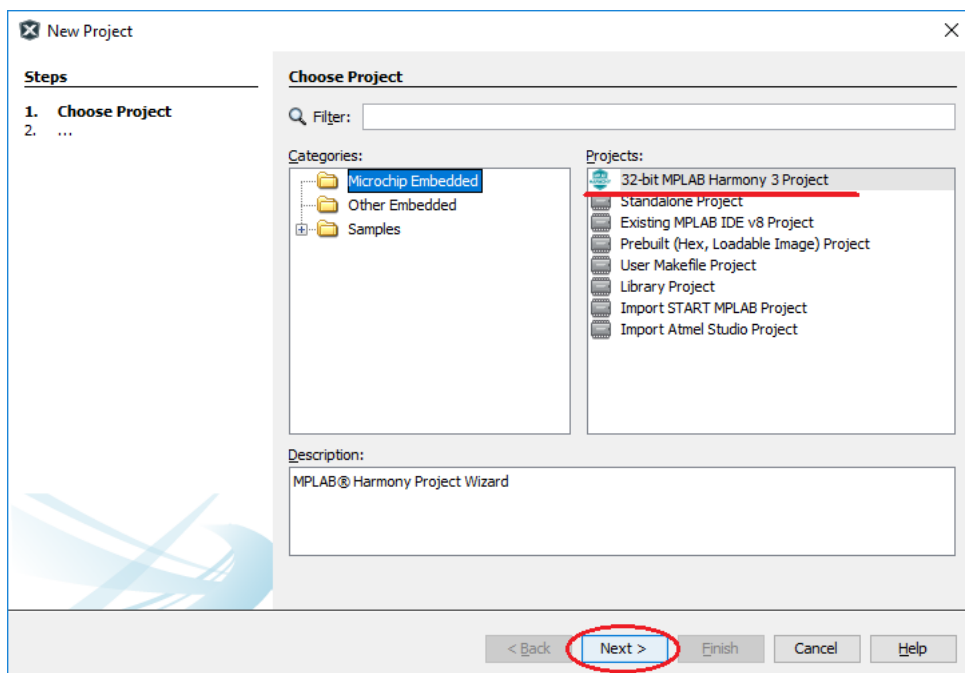 New Project
Steps
1. Choose Project
2. ...
Choose Project
Filter:
Categories:
Microchip Embedded
Other Embedded
Samples
Projects:
32-bit MPLAB Harmony 3 Project
Standalone Project
Existing MPLAB IDE v8 Project
Prebuilt (Hex, Loadable Image) Project
User Makefile Project
Library Project
Import START MPLAB Project
Import Atmel Studio Project
Description:
MPLAB® Harmony Project Wizard
< Back Next > Finish Cancel Help